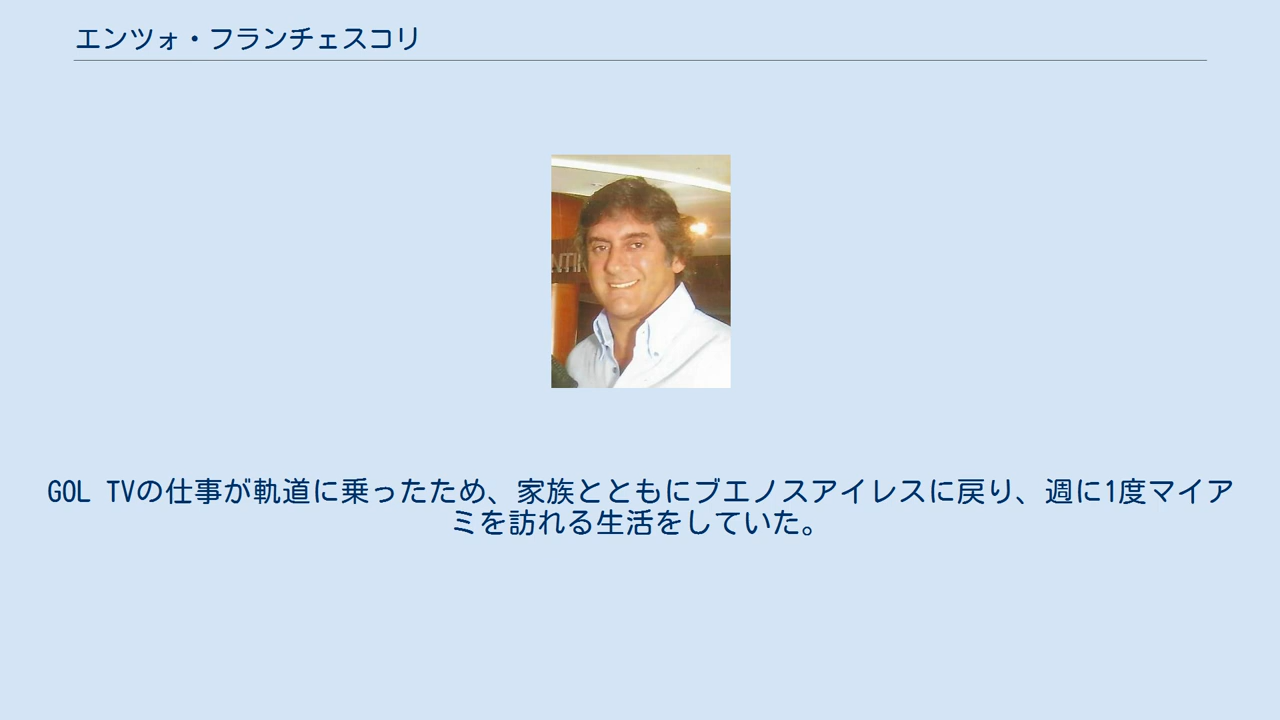 エンツォ・フランチェスコリ
GOL TVの仕事が軌道に乗ったため、家族とともにブエノスアイレスに戻り、週に1度マイア
ミを訪れる生活をしていた。